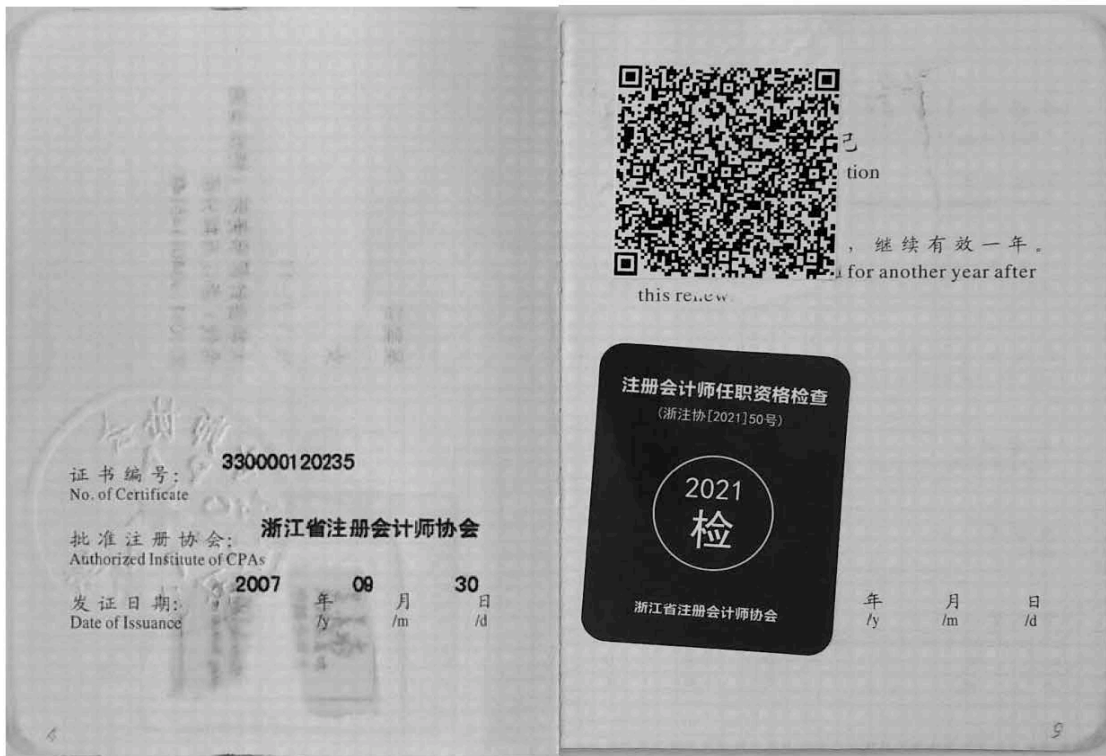 证书编号: 330000120235
No. of Certificate
批准注册协会: 浙江省注册会计师协会
Authorized Institute of CPAs
发证日期: 2007 年 09 月 30 日
Date of Issuance /y /m /d
4
tion
，继续有效一年。
for another year after
this renew
注册会计师任职资格检查
(浙注协[2021]50号)
2021
检
浙江省注册会计师协会
年 月 日
/y /m /d
5